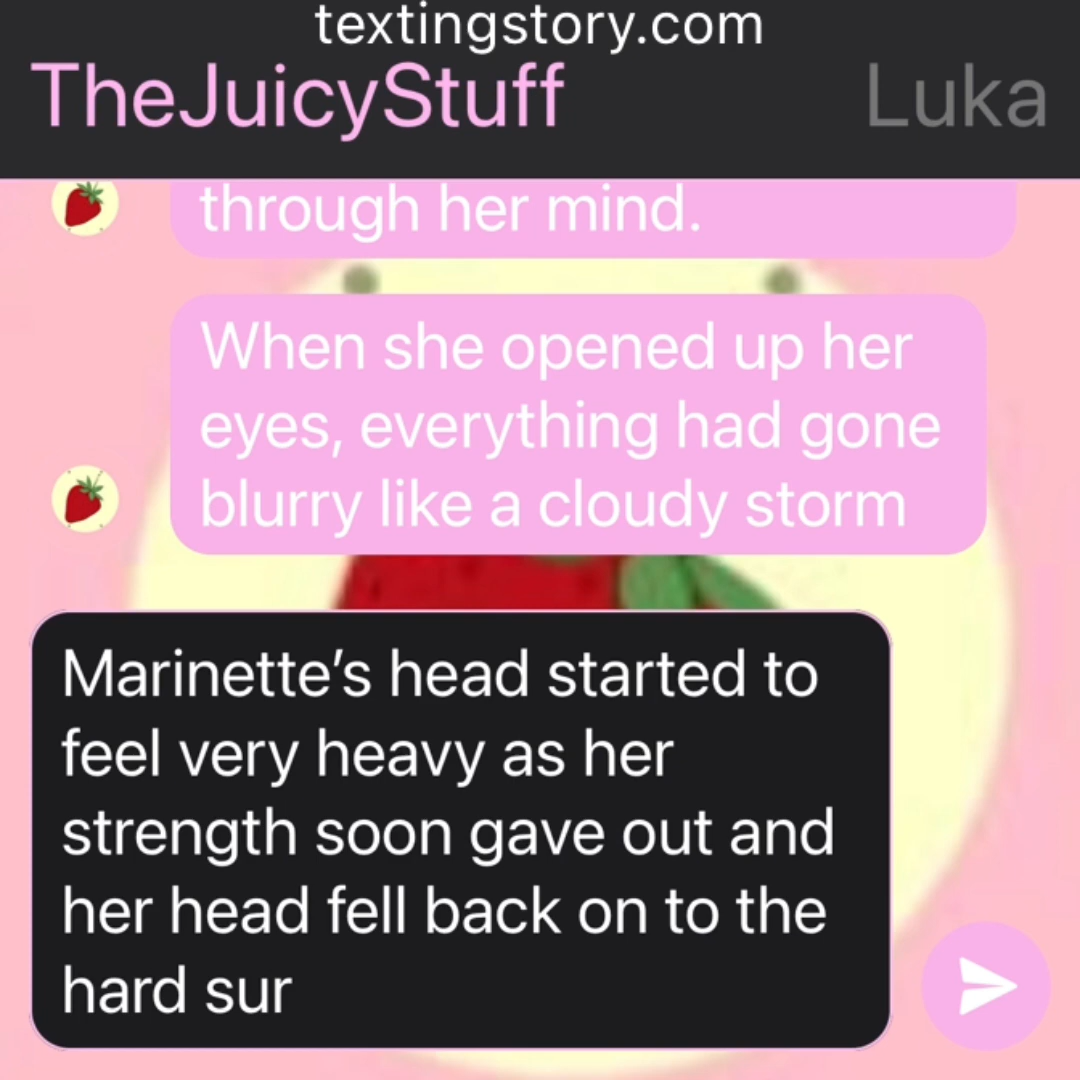 textingstory.com
TheJuicyStuff
Luka
through her mind.
When she opened up her
eyes, everything had gone
blurry like a cloudy storm
Marinette’s head started to
feel very heavy as her
strength soon gave out and
her head fell back on to the
hard sur